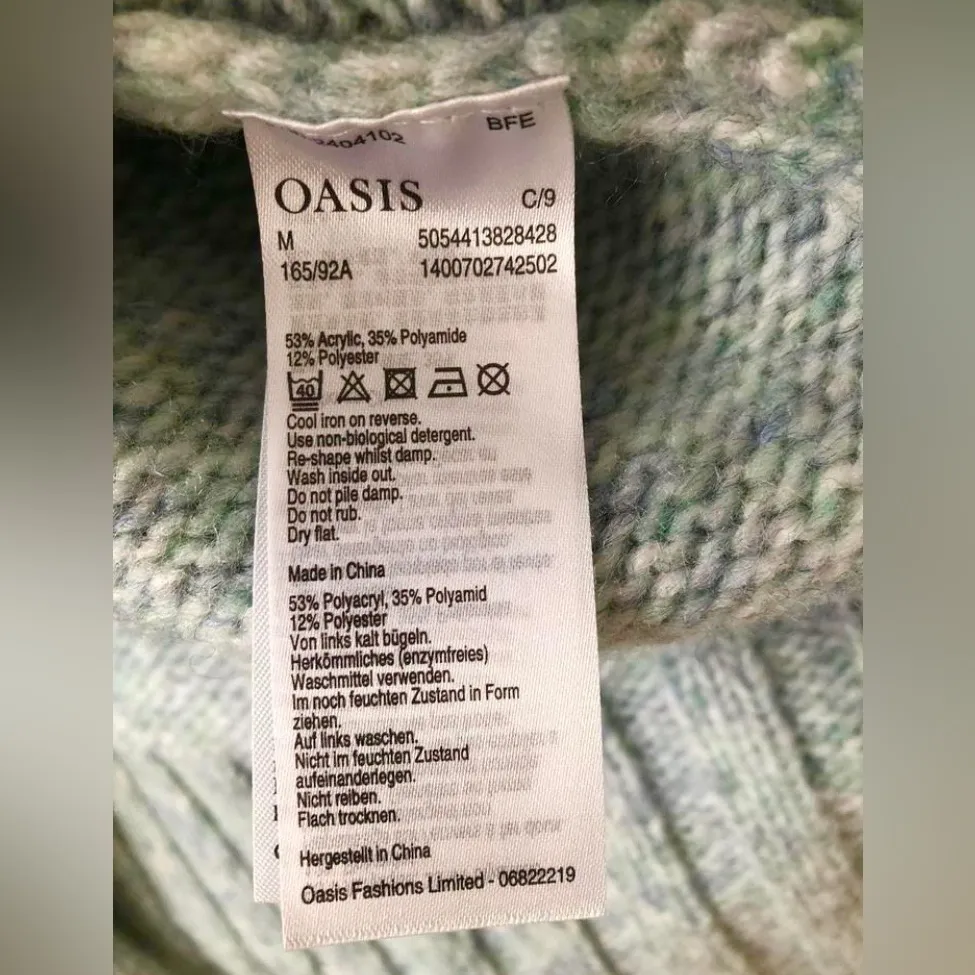 BFE
OASIS
C/9
M 5054413828428
165/92A 1400702742502
53% Acrylic, 35% Polyamide
12% Polyester
40
Cool iron on reverse.
Use non-biological detergent.
Re-shape whilst damp.
Wash inside out.
Do not pile damp.
Do not rub.
Dry flat.
Made in China
53% Polyacryl, 35% Polyamid
12% Polyester
Von links kalt bügeln.
Herkömmliches (enzymfreies)
Waschmittel verwenden.
Im noch feuchten Zustand in Form
ziehen.
Auf links waschen.
Nicht im feuchten Zustand
aufeinanderlegen.
Nicht reiben.
Flach trocknen.
Hergestellt in China
Oasis Fashions Limited - 06822219